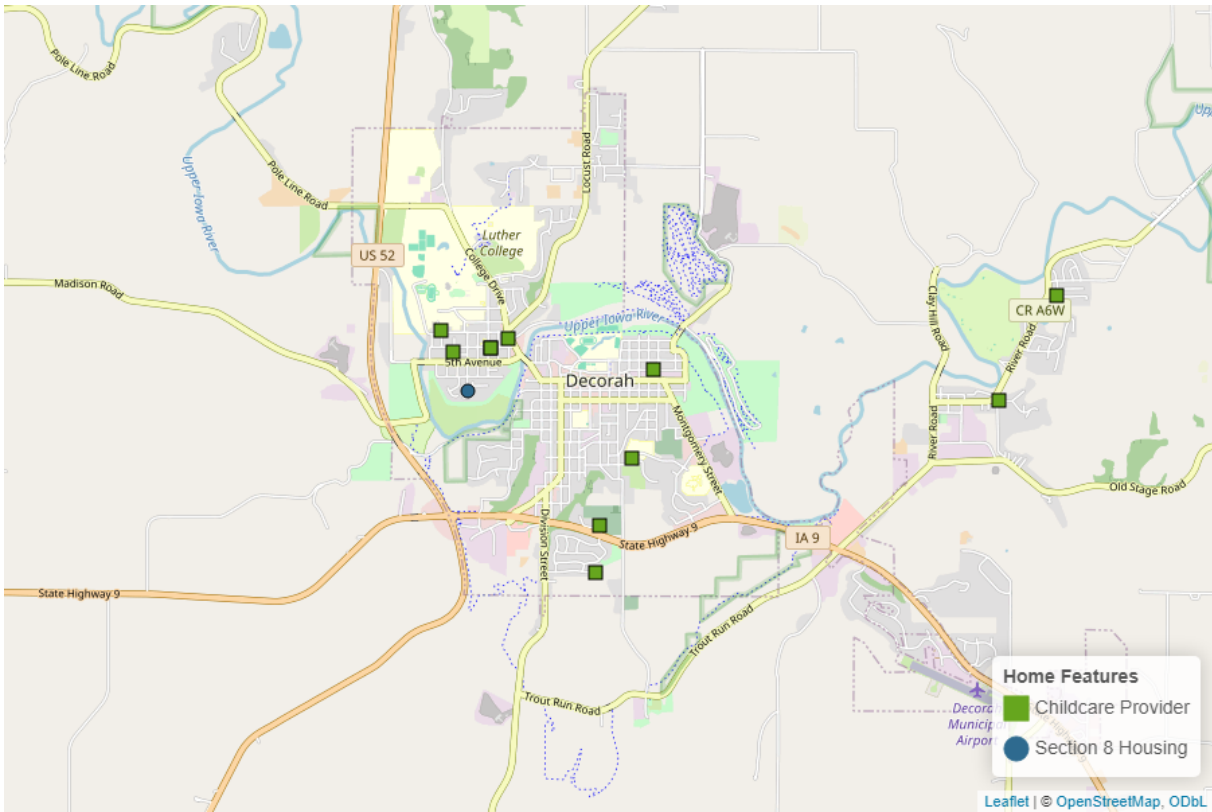 Pole Line Road
Upper Iowa River
Pole Line Road
Locust Road
Luther
College
US 52
College Drive
Madison Road
Upper Iowa River
5th Avenue
Decorah
Clay Hill Road
CR A6W
River Road
River Road
Montgomery Street
Old Stage Road
Division Street
State Highway 9
IA 9
State Highway 9
Trout Run Road
Trout Run Road
Decorah
Municipal
Airport
Home Features
Childcare Provider
Section 8 Housing
Leaflet | © OpenStreetMap, ODbL